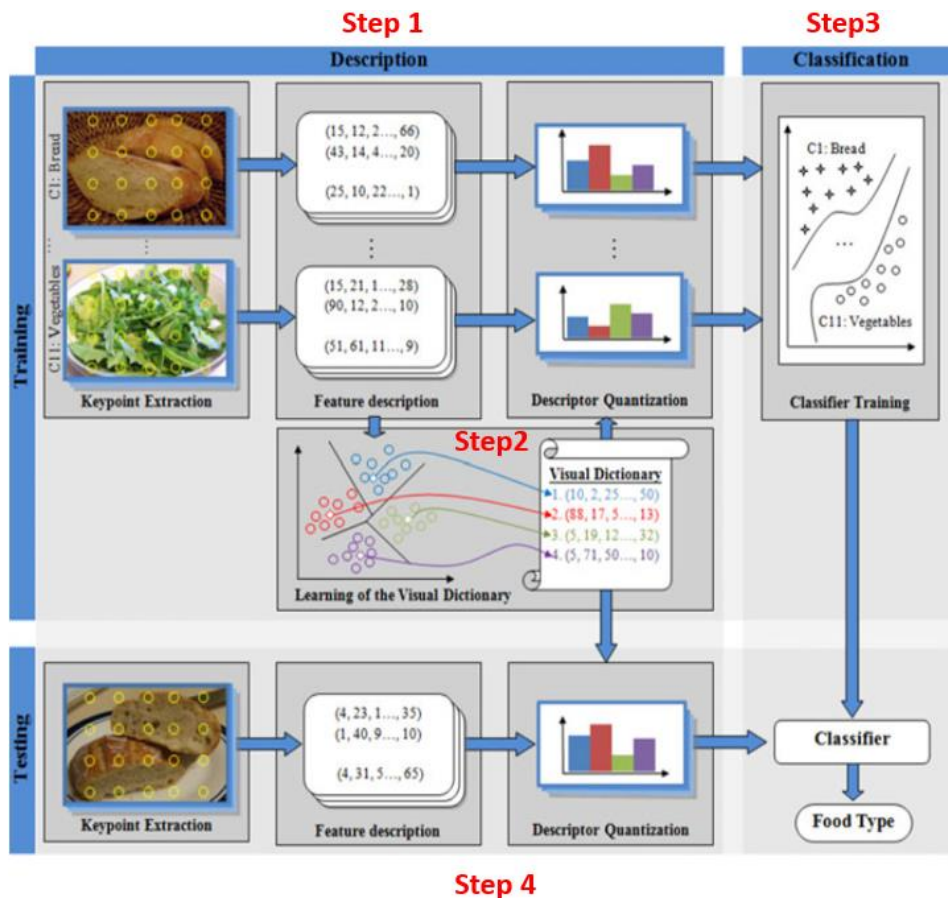 Step 1
Step3
Description
Classification
Training
C1: Bread
...
C11: Vegetables
Keypoint Extraction
(15, 12, 2..., 66)
(43, 14, 4..., 20)
(25, 10, 22..., 1)
(15, 21, 1..., 28)
(90, 12, 2..., 10)
(51, 61, 11..., 9)
Feature description
Descriptor Quantization
C1: Bread
...
C11: Vegetables
Classifier Training
Step2
Visual Dictionary
1. (10, 2, 25..., 50)
2. (88, 17, 5..., 13)
3. (5, 19, 12..., 32)
4. (5, 71, 50..., 10)
Learning of the Visual Dictionary
Testing
Keypoint Extraction
(4, 23, 1..., 35)
(1, 40, 9..., 10)
(4, 31, 5..., 65)
Feature description
Descriptor Quantization
Classifier
Food Type
Step 4